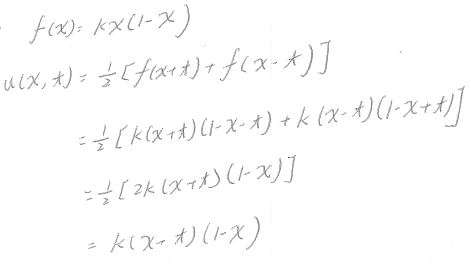 f(x) = kx(1-x)
u(x,t) = 1/2 [f(x+t) + f(x-t)]
= 1/2 [k(x+t)(1-x-t) + k(x-t)(1-x+t)]
= 1/2 [2k(x+t)(1-x)]
= k(x+t)(1-x)